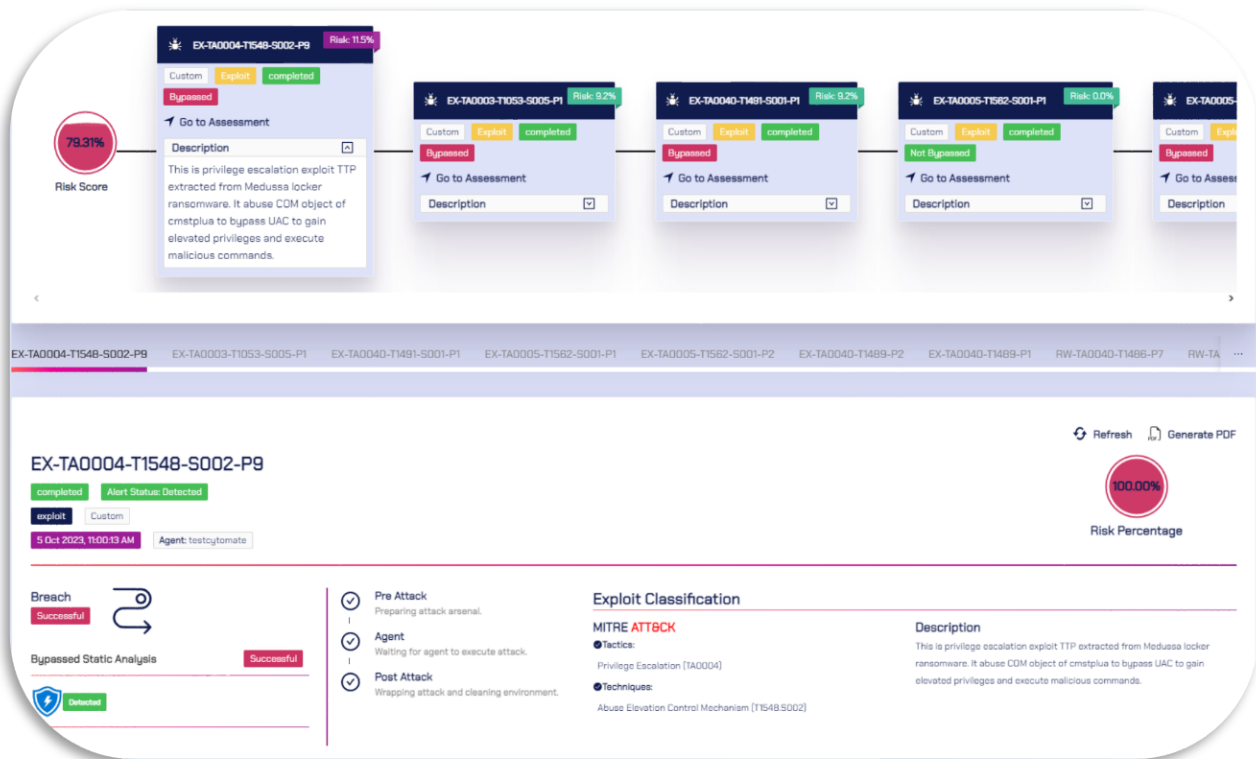 79.31%
Risk Score
EX-TA0004-T1548-S002-P9
Risk: 11.5%
Custom Exploit completed
Bypassed
Go to Assessment
Description
This is privilege escalation exploit TTP
extracted from Medussa locker
ransomware. It abuse COM object of
cmstplua to bypass UAC to gain
elevated privileges and execute
malicious commands.
EX-TA0003-T1053-S005-P1
Risk: 9.2%
Custom Exploit completed
Bypassed
Go to Assessment
Description
EX-TA0040-T1491-S001-P1
Risk: 9.2%
Custom Exploit completed
Bypassed
Go to Assessment
Description
EX-TA0005-T1562-S001-P1
Risk: 0.0%
Custom Exploit completed
Not Bypassed
Go to Assessment
Description
EX-TA0005-
Custom Expl
Bypassed
Go to Assess
Description
EX-TA0004-T1548-S002-P9 EX-TA0003-T1053-S005-P1 EX-TA0040-T1491-S001-P1 EX-TA0005-T1562-S001-P1 EX-TA0005-T1562-S001-P2 EX-TA0040-T1489-P2 EX-TA0040-T1489-P1 RW-TA0040-T1486-P7 RW-TA ...
Refresh PDF Generate PDF
EX-TA0004-T1548-S002-P9
completed Alert Status: Detected
exploit Custom
5 Oct 2023, 11:00:13 AM Agent: testcytomate
100.00%
Risk Percentage
Breach
Successful
Bypassed Static Analysis Successful
Detected
Pre Attack
Preparing attack arsenal.
Agent
Waiting for agent to execute attack.
Post Attack
Wrapping attack and cleaning environment.
Exploit Classification
MITRE ATT&CK
Tactics:
Privilege Escalation (TA0004)
Techniques:
Abuse Elevation Control Mechanism (T1548.S002)
Description
This is privilege escalation exploit TTP extracted from Medussa locker
ransomware. It abuse COM object of cmstplua to bypass UAC to gain
elevated privileges and execute malicious commands.